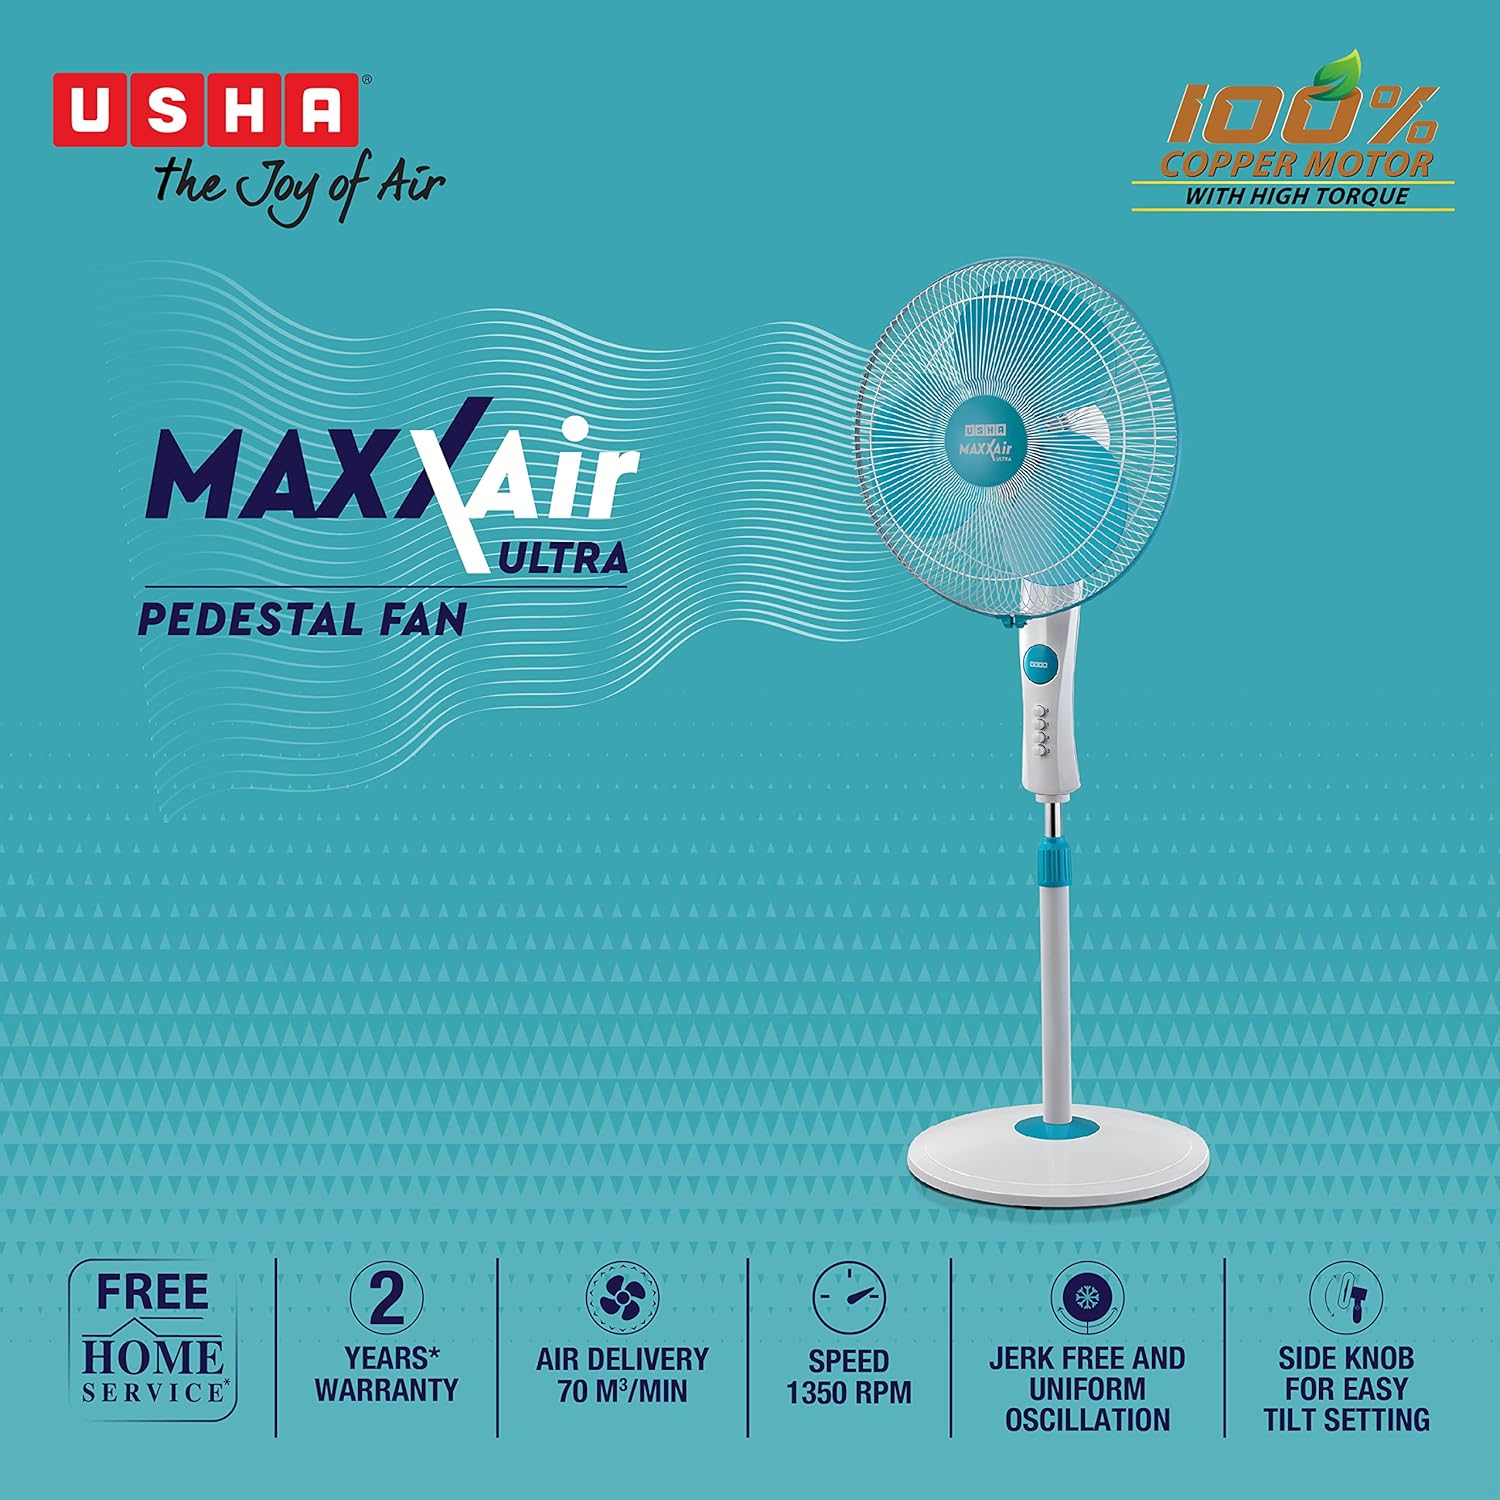 USHA®
the Joy of Air
100%
COPPER MOTOR
WITH HIGH TORQUE
MAXXAir
ULTRA
PEDESTAL FAN
USHA
MAXXAir
ULTRA
USHA
FREE
HOME
SERVICE*
2
YEARS*
WARRANTY
AIR DELIVERY
70 M³/MIN
SPEED
1350 RPM
JERK FREE AND
UNIFORM
OSCILLATION
SIDE KNOB
FOR EASY
TILT SETTING